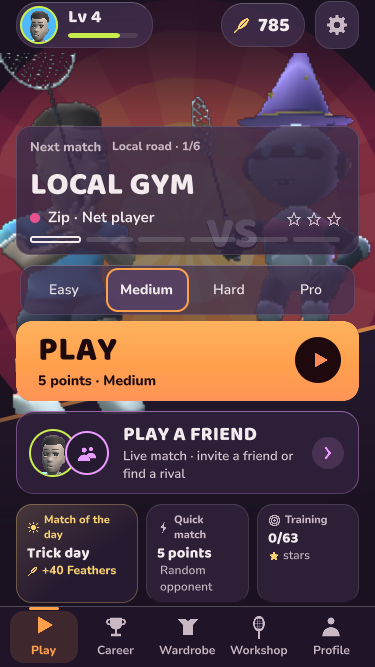 Lv 4
785
Next match Local road · 1/6
LOCAL GYM
Zip · Net player
VS
Easy Medium Hard Pro
PLAY
5 points · Medium
PLAY A FRIEND
Live match · invite a friend or
find a rival
Match of the
day
Trick day
+40 Feathers
Quick
match
5 points
Random
opponent
Training
0/63
stars
Play Career Wardrobe Workshop Profile